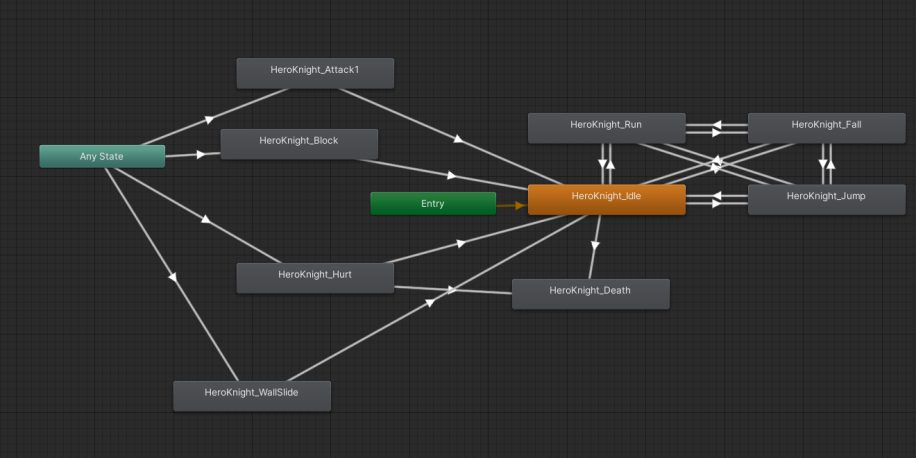 HeroKnight_Attack1
HeroKnight_Run
HeroKnight_Fall
HeroKnight_Block
Any State
Entry
HeroKnight_Idle
HeroKnight_Jump
HeroKnight_Hurt
HeroKnight_Death
HeroKnight_WallSlide